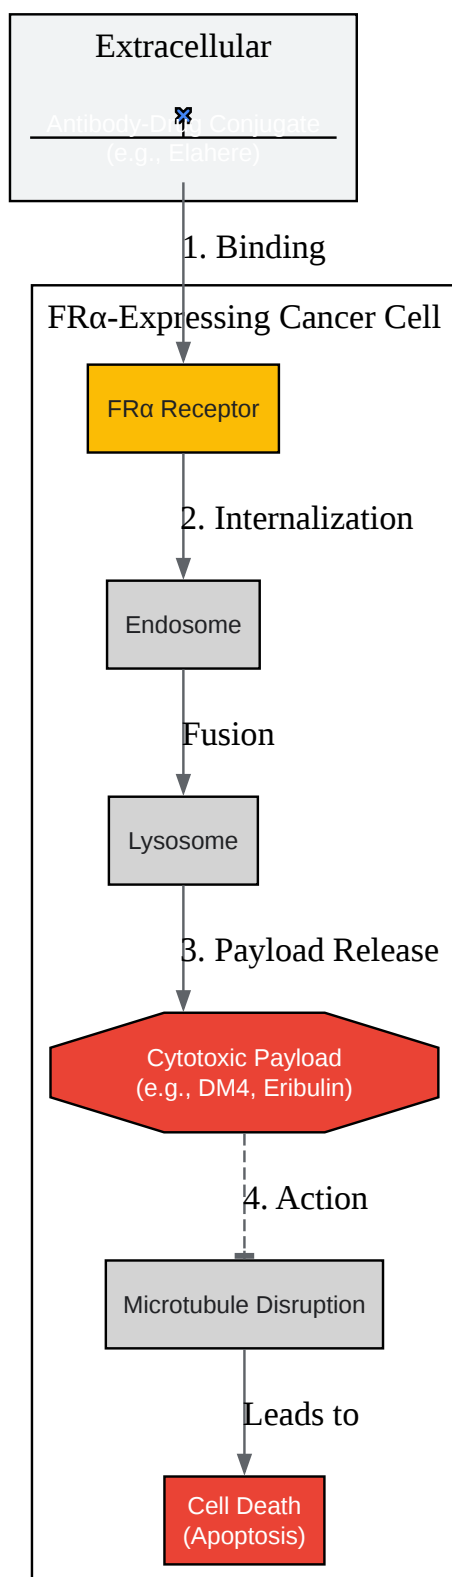 Extracellular
Antibody-Drug Conjugate
(e.g., Elahere)
1. Binding
FRα-Expressing Cancer Cell
FRα Receptor
2. Internalization
Endosome
Fusion
Lysosome
3. Payload Release
Cytotoxic Payload
(e.g., DM4, Eribulin)
4. Action
Microtubule Disruption
Leads to
Cell Death
(Apoptosis)